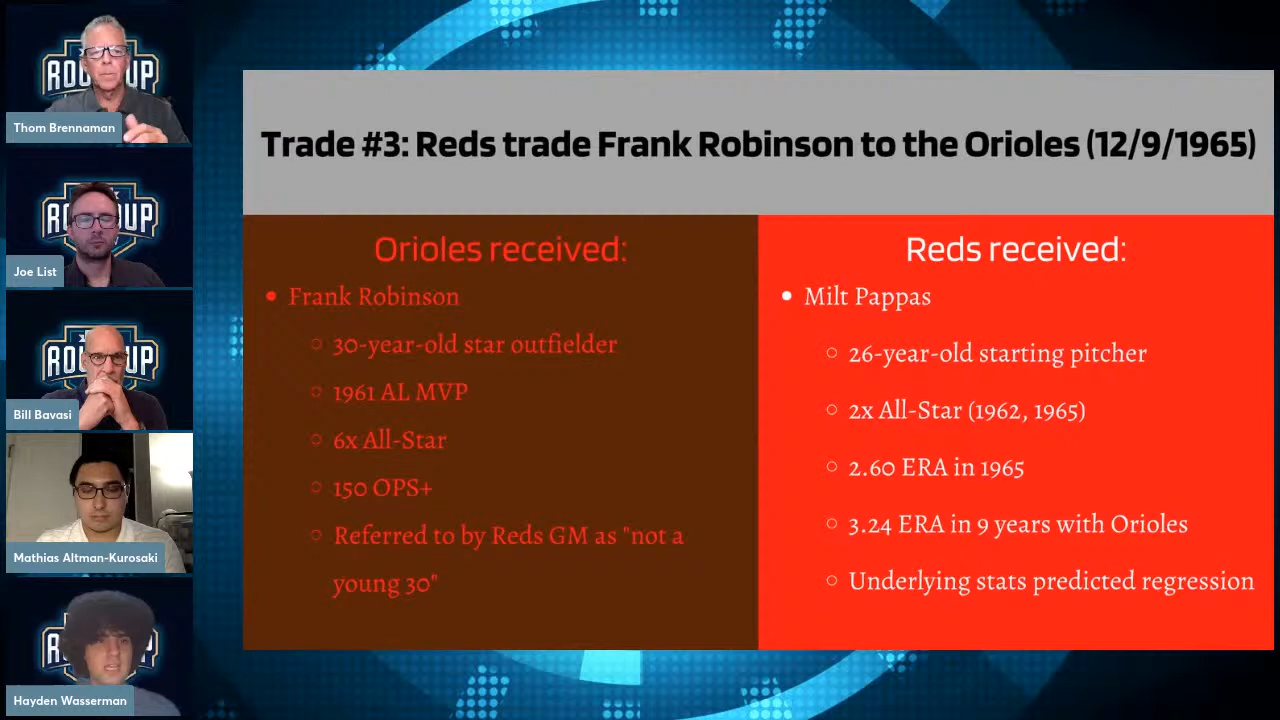 ROUNDUP
Thom Brennaman
Joe List
Bill Bavasi
Mathias Altman-Kurosaki
Hayden Wasserman
Trade #3: Reds trade Frank Robinson to the Orioles (12/9/1965)
Orioles received:
Frank Robinson
30-year-old star outfielder
1961 AL MVP
6x All-Star
150 OPS+
Referred to by Reds GM as "not a
young 30"
Reds received:
Milt Pappas
26-year-old starting pitcher
2x All-Star (1962, 1965)
2.60 ERA in 1965
3.24 ERA in 9 years with Orioles
Underlying stats predicted regression